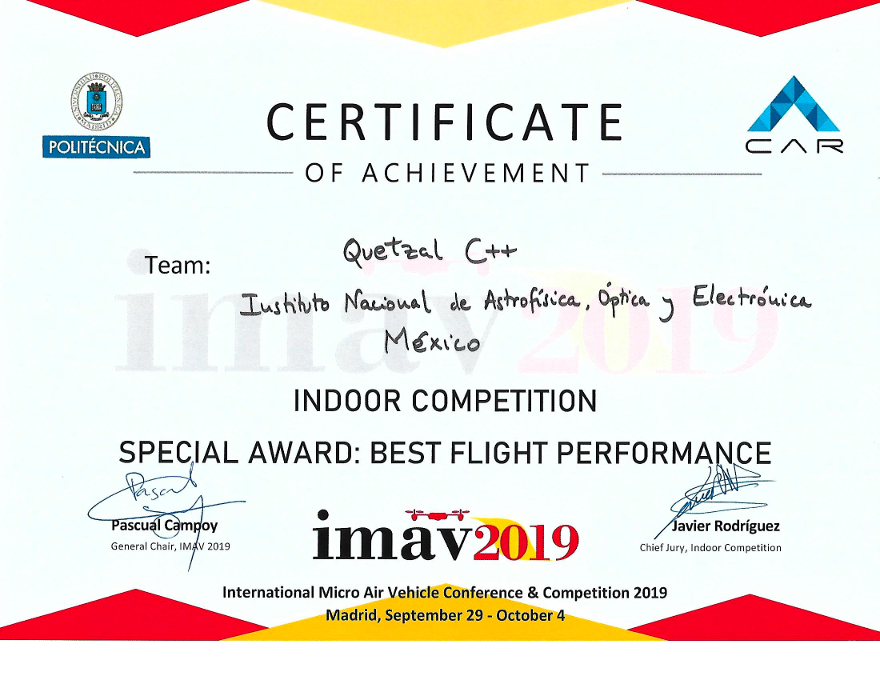 CERTIFICATE
OF ACHIEVEMENT
POLITÉCNICA
CAR
Team:
Quetzal C++
Instituto Nacional de Astrofísica, Óptica y Electrónica
México
INDOOR COMPETITION
SPECIAL AWARD: BEST FLIGHT PERFORMANCE
Pascual Campoy
General Chair, IMAV 2019
imav2019
Javier Rodríguez
Chief Jury, Indoor Competition
International Micro Air Vehicle Conference & Competition 2019
Madrid, September 29 - October 4